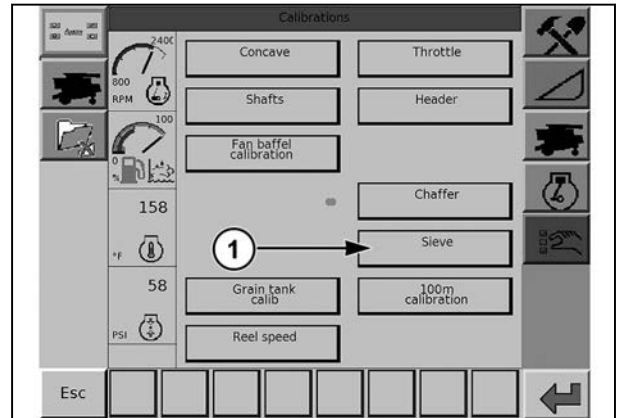 Calibrations
2400
800
RPM
Concave
Throttle
Shafts
Header
100
0
%
Fan baffel
calibration
158
°F
Chaffer
1
Sieve
58
PSI
Grain tank
calib
100m
calibration
Reel speed
Esc